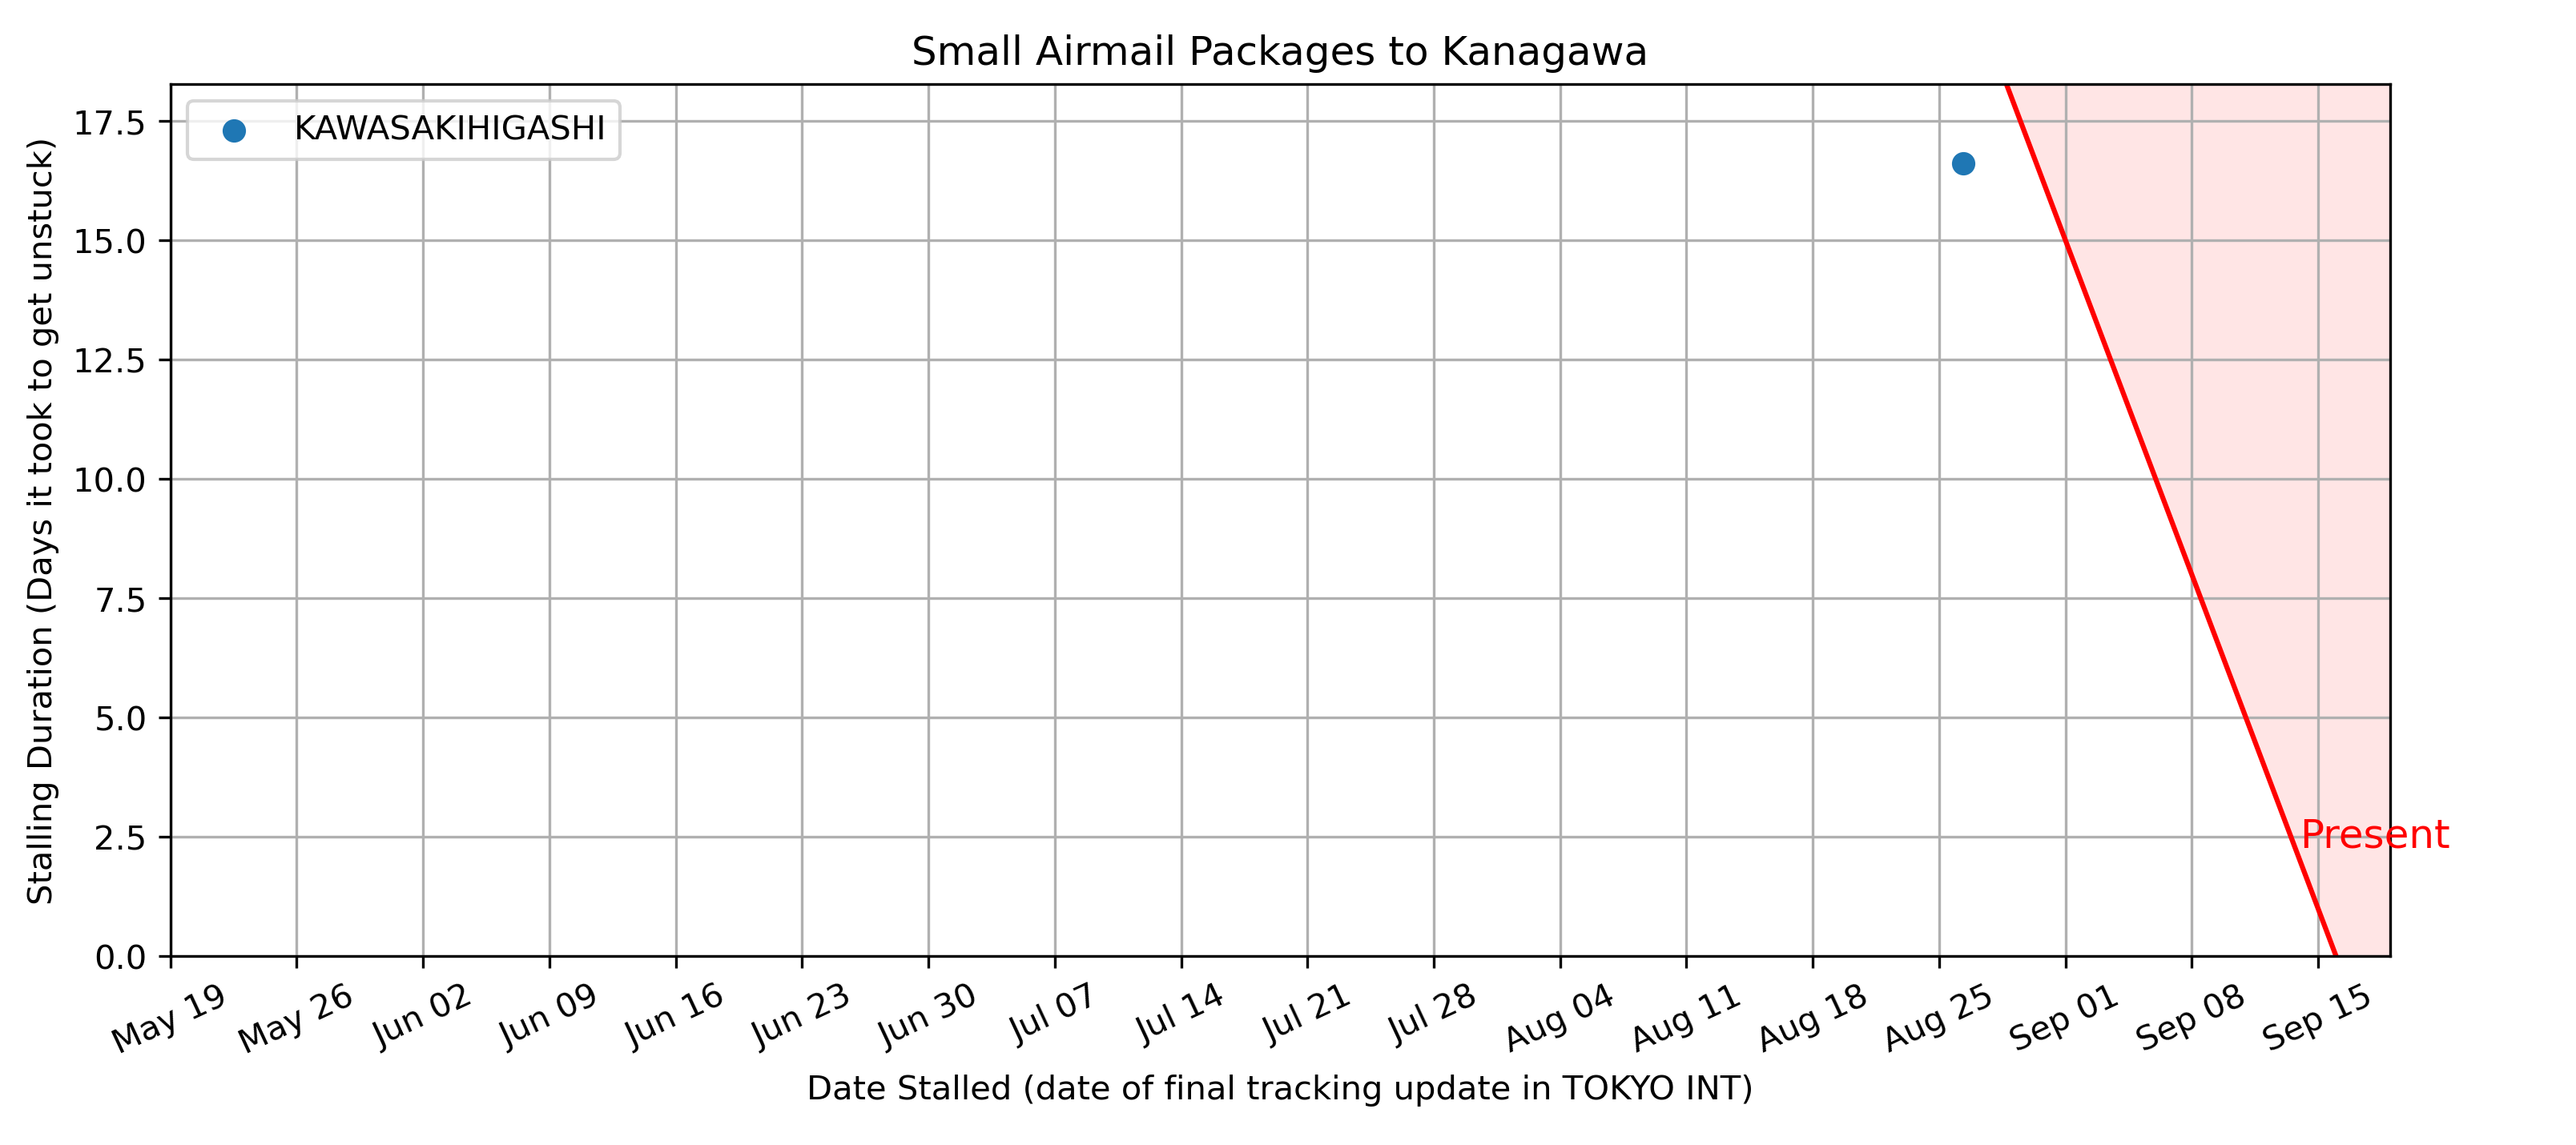 Small Airmail Packages to Kanagawa
KAWASAKIHIGASHI
Stalling Duration (Days it took to get unstuck)
17.5
15.0
12.5
10.0
7.5
5.0
2.5
0.0
Present
May 19
May 26
Jun 02
Jun 09
Jun 16
Jun 23
Jun 30
Jul 07
Jul 14
Jul 21
Jul 28
Aug 04
Aug 11
Aug 18
Aug 25
Sep 01
Sep 08
Sep 15
Date Stalled (date of final tracking update in TOKYO INT)